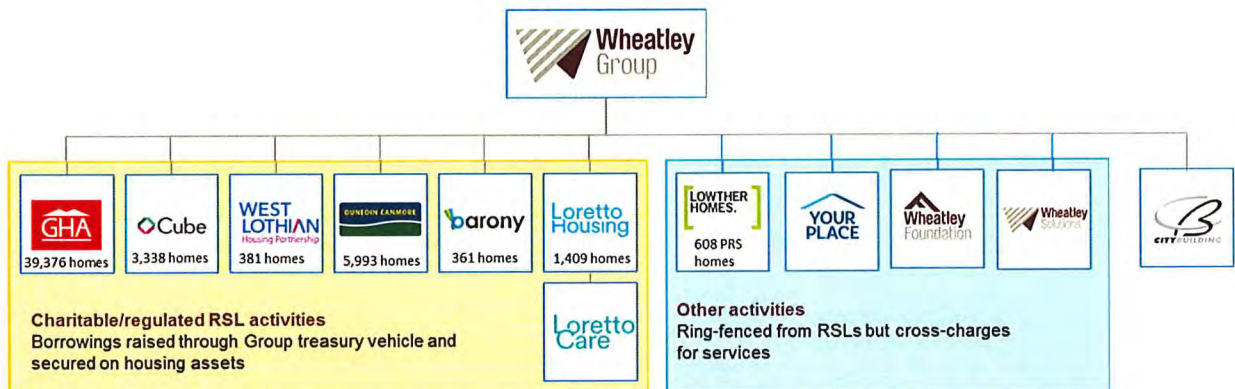 Wheatley
Group
GHA
39,376 homes
Cube
3,338 homes
WEST
LOTHIAN
Housing Partnership
381 homes
DUNEDIN CANMORE
5,993 homes
barony
361 homes
Loretto
Housing
1,409 homes
Loretto
Care
Charitable/regulated RSL activities
Borrowings raised through Group treasury vehicle and
secured on housing assets
LOWTHER
HOMES.
608 PRS
homes
YOUR
PLACE
Wheatley
Foundation
Wheatley
Solutions
Other activities
Ring-fenced from RSLs but cross-charges
for services
CITYBUILDING